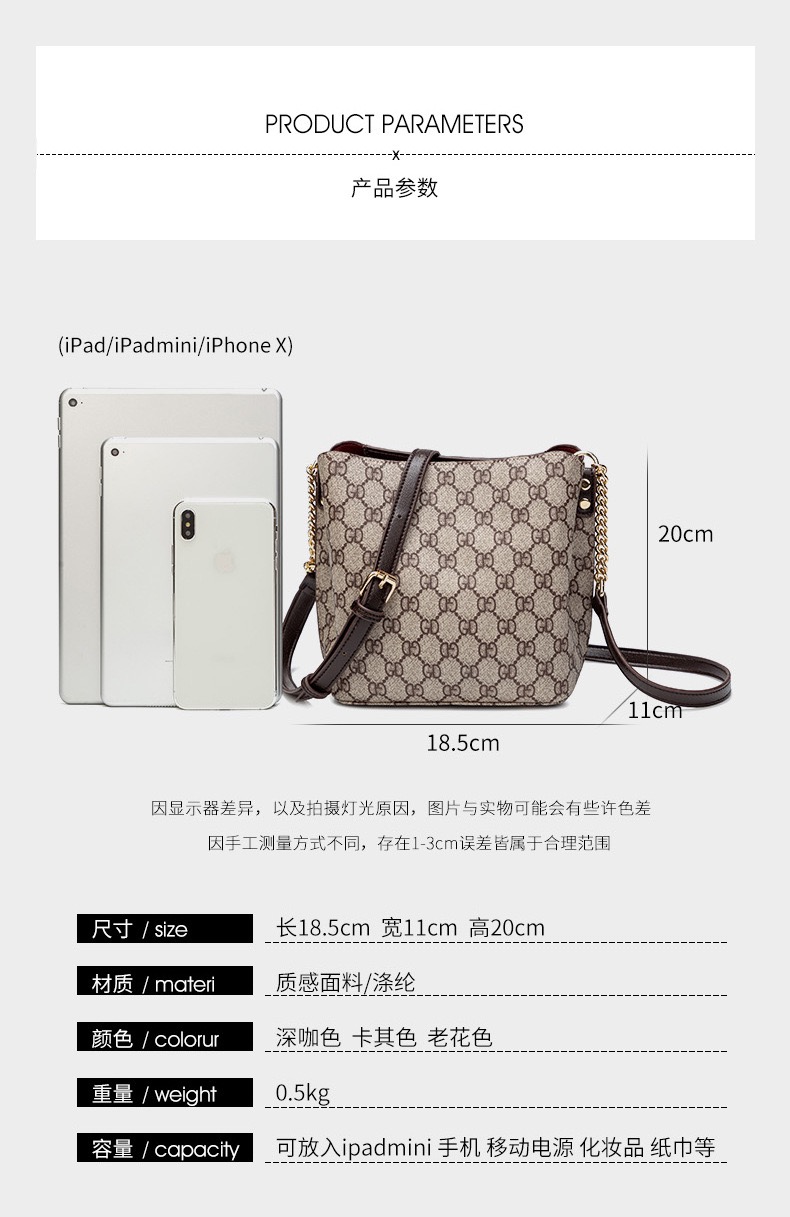 PRODUCT PARAMETERS
x
产品参数
(iPad/iPadmini/iPhone X)
20cm
11cm
18.5cm
因显示器差异，以及拍摄灯光原因，图片与实物可能会有些许色差
因手工测量方式不同，存在1-3cm误差皆属于合理范围
尺寸 / size 长18.5cm 宽11cm 高20cm
材质 / materi 质感面料/涤纶
颜色 / colorur 深咖色 卡其色 老花色
重量 / weight 0.5kg
容量 / capacity 可放入ipadmini 手机 移动电源 化妆品 纸巾等